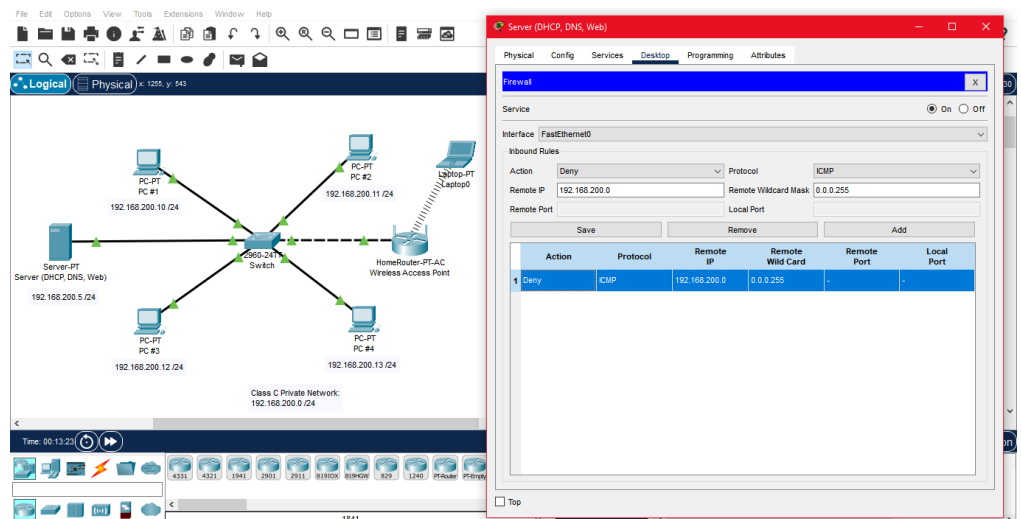 File Edit Options View Tools Extensions Window Help
Logical Physical x: 1255, y: 543
PC-PT
PC #1
192.168.200.10 /24
PC-PT
PC #2
192.168.200.11 /24
Laptop-PT
Laptop0
Server-PT
Server (DHCP, DNS, Web)
192.168.200.5 /24
2960-24TT
Switch
HomeRouter-PT-AC
Wireless Access Point
PC-PT
PC #3
192.168.200.12 /24
PC-PT
PC #4
192.168.200.13 /24
Class C Private Network:
192.168.200.0 /24
Time: 00:13:23
4331 4321 1941 2901 2911 819IOX 819HGW 829 1240 PT-Router PT-Empty
1841
Server (DHCP, DNS, Web)
Physical Config Services Desktop Programming Attributes
Firewall X
Service On Off
Interface FastEthernet0
Inbound Rules
Action Deny Protocol ICMP
Remote IP 192.168.200.0 Remote Wildcard Mask 0.0.0.255
Remote Port Local Port
Save Remove Add
Action Protocol Remote IP Remote Wild Card Remote Port Local Port
1 Deny ICMP 192.168.200.0 0.0.0.255 - -
Top